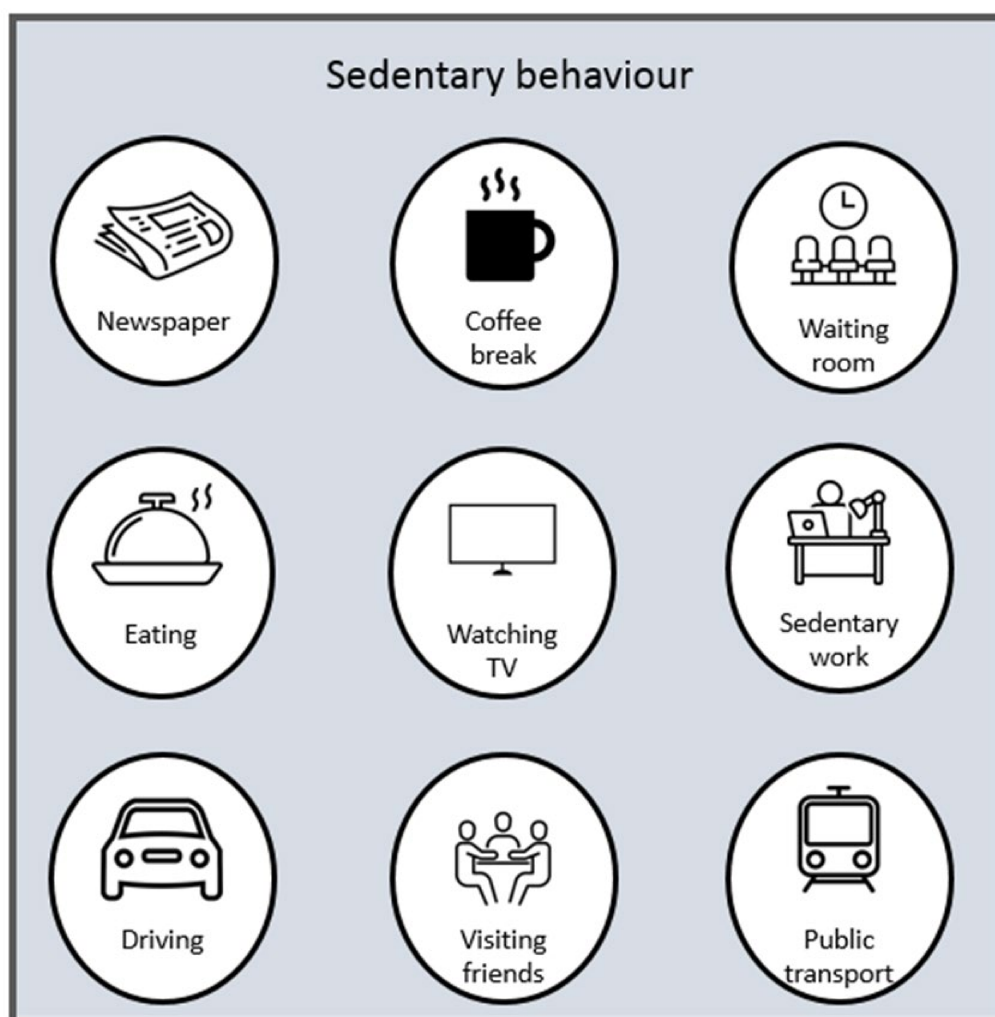 Sedentary behaviour
Newspaper
Coffee
break
Waiting
room
Eating
Watching
TV
Sedentary
work
Driving
Visiting
friends
Public
transport